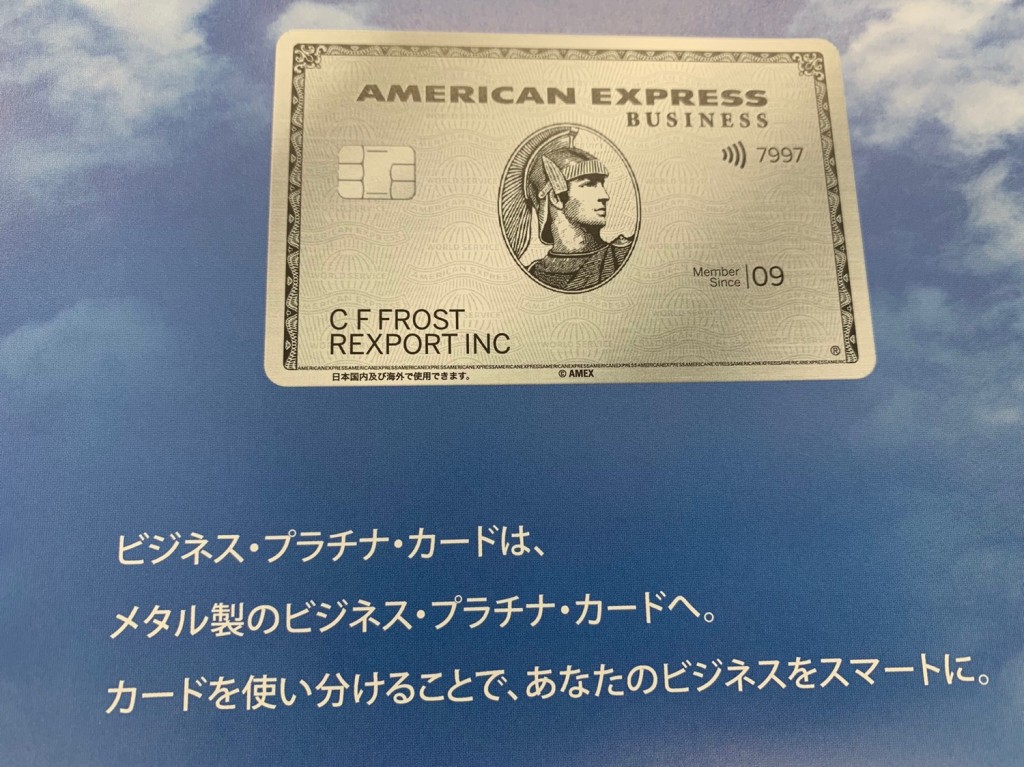 AMERICAN EXPRESS
BUSINESS
7997
Member Since 09
C F FROST
REXPORT INC
日本国内及び海外で使用できます。
© AMEX
®
ビジネス・プラチナ・カードは、
メタル製のビジネス・プラチナ・カードへ。
カードを使い分けることで、あなたのビジネスをスマートに。